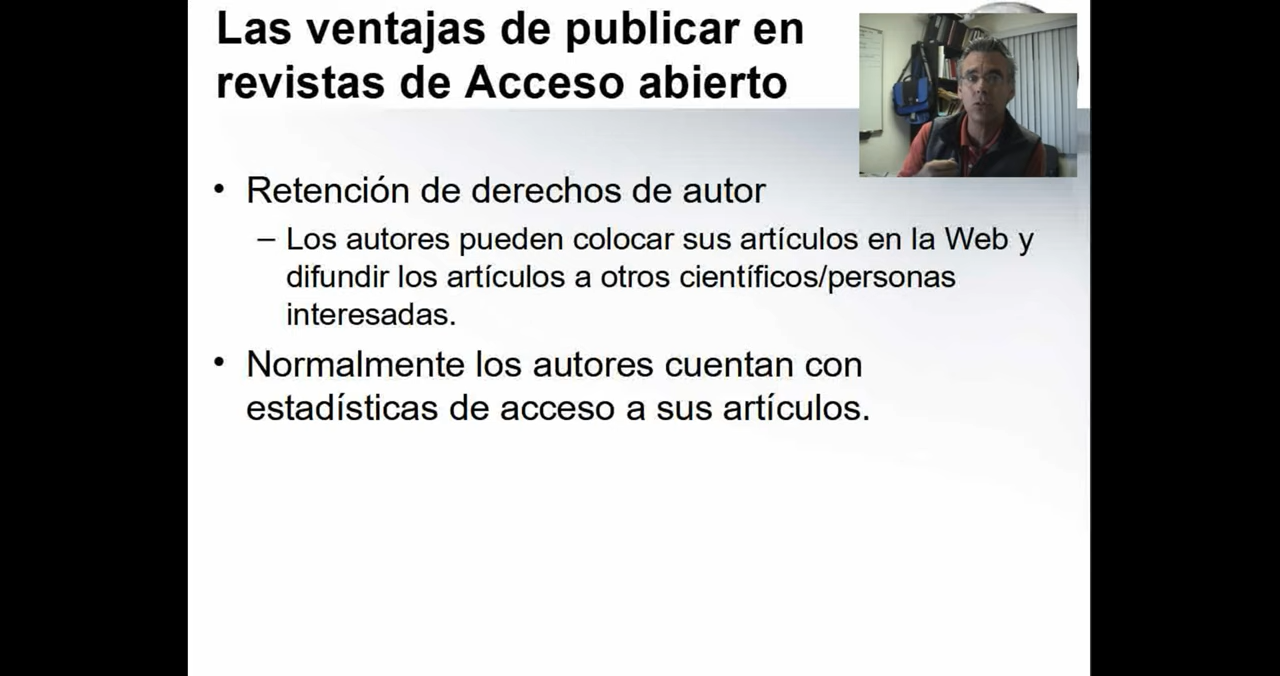 Las ventajas de publicar en
revistas de Acceso abierto
• Retención de derechos de autor
– Los autores pueden colocar sus artículos en la Web y
difundir los artículos a otros científicos/personas
interesadas.
• Normalmente los autores cuentan con
estadísticas de acceso a sus artículos.